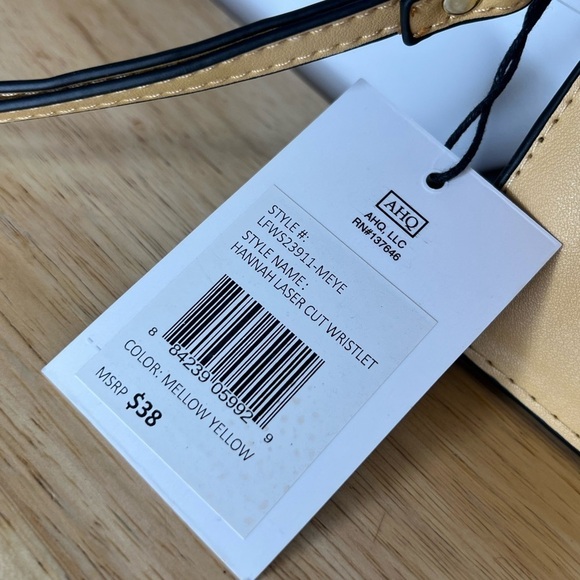 AHQ
AHQ, LLC
RN#137646
STYLE #:
LFWS23911-MEYE
STYLE NAME :
HANNAH LASER CUT WRISTLET
8 84239 05992 9
COLOR: MELLOW YELLOW
MSRP $38